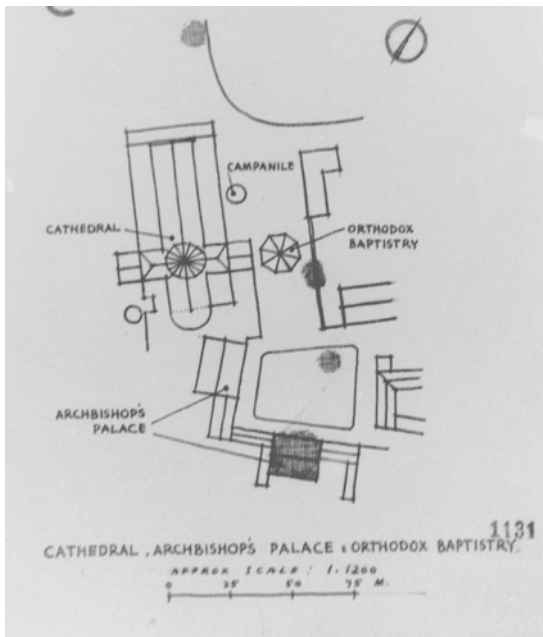 CAMPANILE
CATHEDRAL
ORTHODOX
BAPTISTRY
ARCHBISHOP'S
PALACE
1131
CATHEDRAL, ARCHBISHOP'S PALACE & ORTHODOX BAPTISTRY.
APPROX SCALE: 1.1200
0 25 50 75 M.